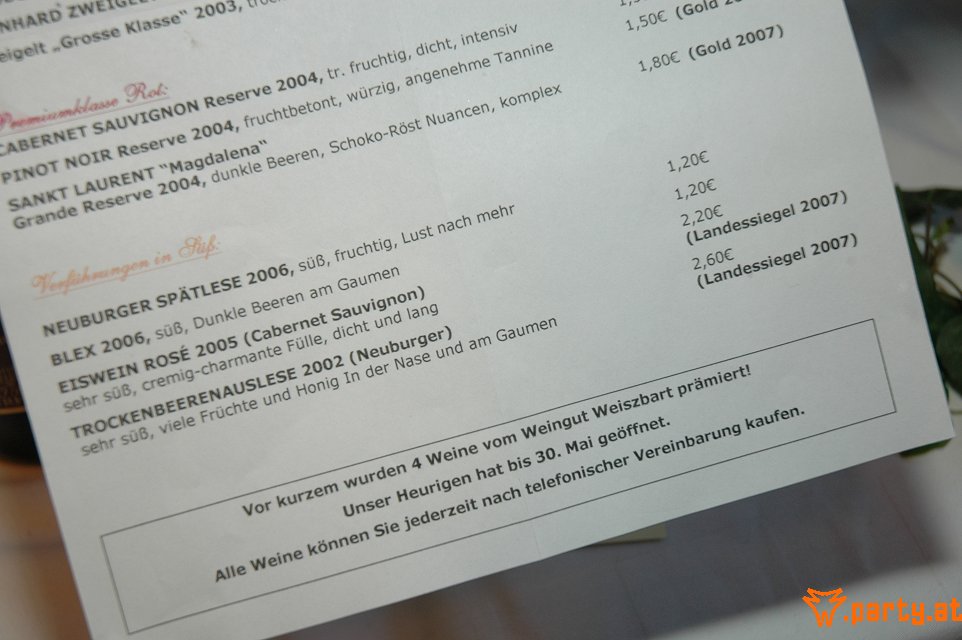 NHARD ZWEIGEL
eigelt „Grosse Klasse“ 2003, tro
Premiumklasse Rot:
CABERNET SAUVIGNON Reserve 2004, tr. fruchtig, dicht, intensiv
1,50€ (Gold 20
PINOT NOIR Reserve 2004, fruchtbetont, würzig, angenehme Tannine
1,80€ (Gold 2007)
SANKT LAURENT “Magdalena“
Grande Reserve 2004, dunkle Beeren, Schoko-Röst Nuancen, komplex
Verführungen in Süß:
NEUBURGER SPÄTLESE 2006, süß, fruchtig, Lust nach mehr
1,20€
BLEX 2006, süß, Dunkle Beeren am Gaumen
1,20€
EISWEIN ROSÉ 2005 (Cabernet Sauvignon)
2,20€
sehr süß, cremig-charmante Fülle, dicht und lang
(Landessiegel 2007)
TROCKENBEERENAUSLESE 2002 (Neuburger)
2,60€
sehr süß, viele Früchte und Honig In der Nase und am Gaumen
(Landessiegel 2007)
Vor kurzem wurden 4 Weine vom Weingut Weiszbart prämiert!
Unser Heurigen hat bis 30. Mai geöffnet.
Alle Weine können Sie jederzeit nach telefonischer Vereinbarung kaufen.
party.at